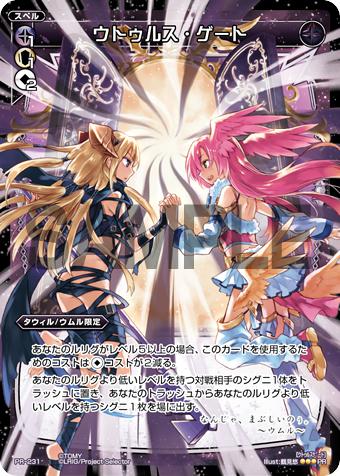 スペル
ウトゥルス・ゲート
2
SAMPLE
タウィル/ウムル限定
あなたのルリグがレベル5以上の場合、このカードを使用するた
めのコストは◆コストが2減る。
あなたのルリグより低いレベルを持つ対戦相手のシグニ1体をト
ラッシュに置き、あなたのトラッシュからあなたのルリグより低い
レベルを持つシグニ1枚を場に出す。
なんじゃ、まぶしいのう。
~ウムル~
PR-231
©TOMY
©LRIG/Project Selector
Illust:鶴見悠
PR